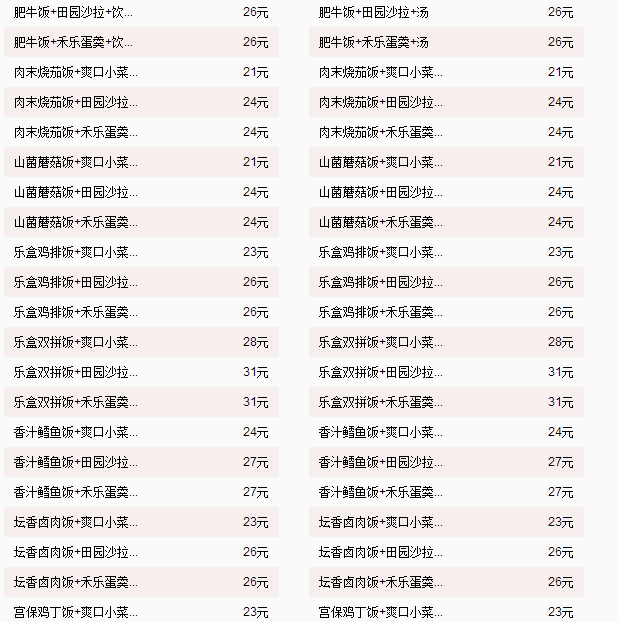 肥牛饭+田园沙拉+饮... 26元 肥牛饭+田园沙拉+汤 26元
肥牛饭+禾乐蛋羹+饮... 26元 肥牛饭+禾乐蛋羹+汤 26元
肉末烧茄饭+爽口小菜... 21元 肉末烧茄饭+爽口小菜... 21元
肉末烧茄饭+田园沙拉... 24元 肉末烧茄饭+田园沙拉... 24元
肉末烧茄饭+禾乐蛋羹... 24元 肉末烧茄饭+禾乐蛋羹... 24元
山菌蘑菇饭+爽口小菜... 21元 山菌蘑菇饭+爽口小菜... 21元
山菌蘑菇饭+田园沙拉... 24元 山菌蘑菇饭+田园沙拉... 24元
山菌蘑菇饭+禾乐蛋羹... 24元 山菌蘑菇饭+禾乐蛋羹... 24元
乐盒鸡排饭+爽口小菜... 23元 乐盒鸡排饭+爽口小菜... 23元
乐盒鸡排饭+田园沙拉... 26元 乐盒鸡排饭+田园沙拉... 26元
乐盒鸡排饭+禾乐蛋羹... 26元 乐盒鸡排饭+禾乐蛋羹... 26元
乐盒双拼饭+爽口小菜... 28元 乐盒双拼饭+爽口小菜... 28元
乐盒双拼饭+田园沙拉... 31元 乐盒双拼饭+田园沙拉... 31元
乐盒双拼饭+禾乐蛋羹... 31元 乐盒双拼饭+禾乐蛋羹... 31元
香汁鳕鱼饭+爽口小菜... 24元 香汁鳕鱼饭+爽口小菜... 24元
香汁鳕鱼饭+田园沙拉... 27元 香汁鳕鱼饭+田园沙拉... 27元
香汁鳕鱼饭+禾乐蛋羹... 27元 香汁鳕鱼饭+禾乐蛋羹... 27元
坛香卤肉饭+爽口小菜... 23元 坛香卤肉饭+爽口小菜... 23元
坛香卤肉饭+田园沙拉... 26元 坛香卤肉饭+田园沙拉... 26元
坛香卤肉饭+禾乐蛋羹... 26元 坛香卤肉饭+禾乐蛋羹... 26元
宫保鸡丁饭+爽口小菜... 23元 宫保鸡丁饭+爽口小菜... 23元